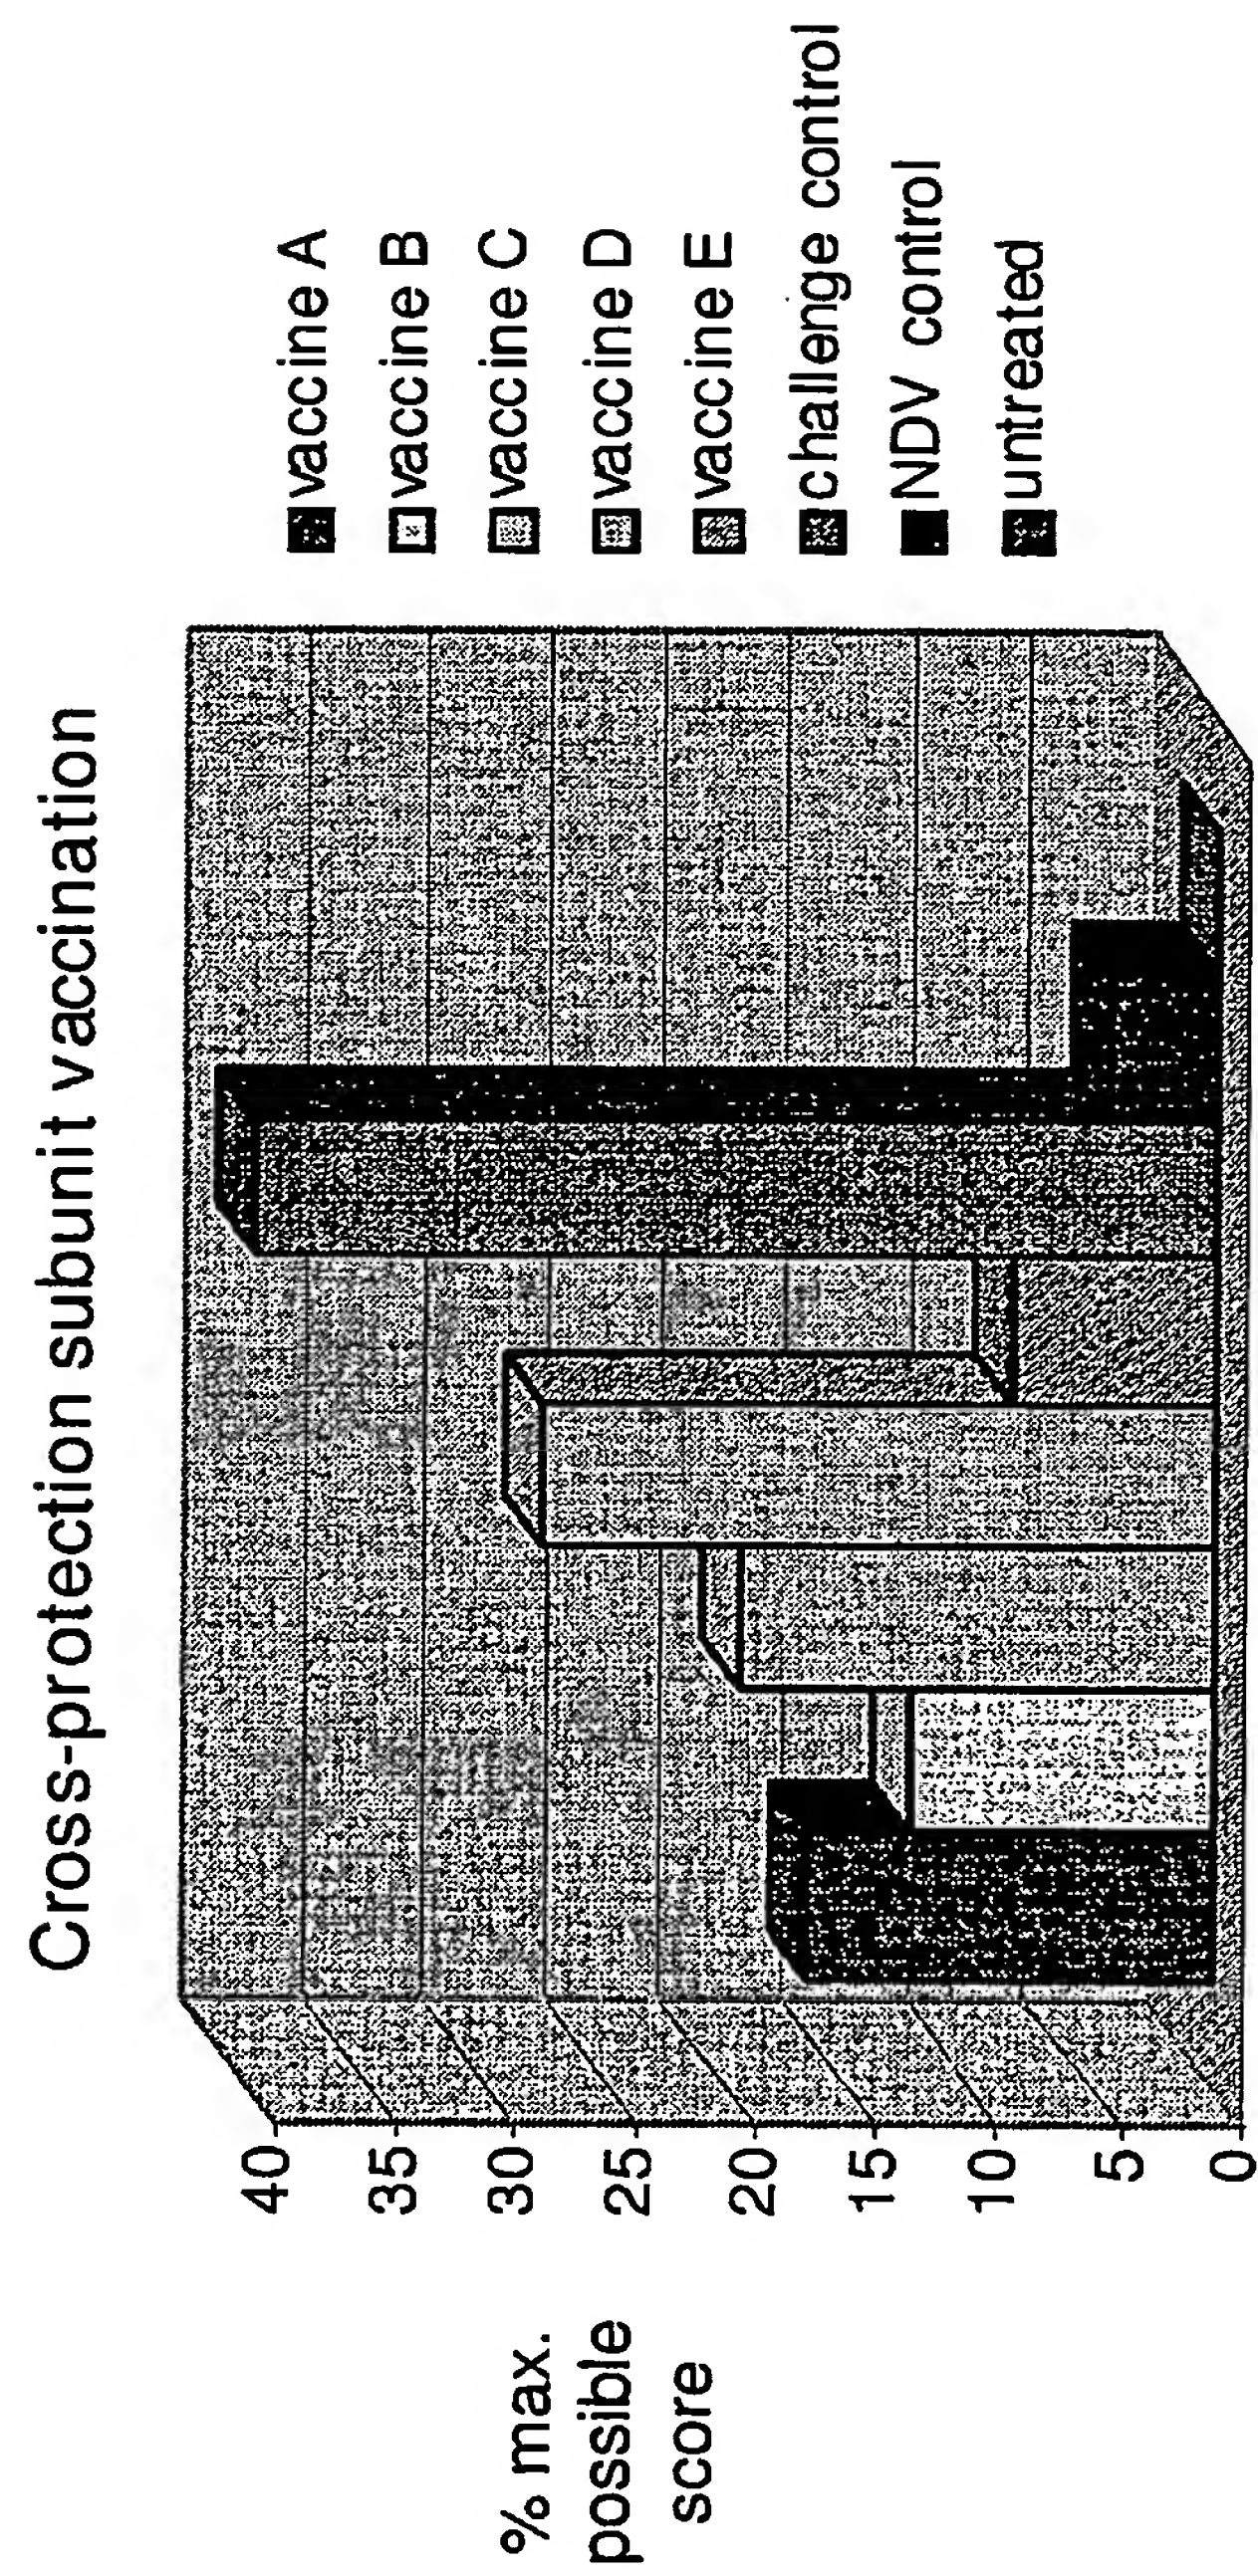 Cross-protection subunit vaccination
% max.
possible
score
40
35
30
25
20
15
10
5
0
vaccine A
vaccine B
vaccine C
vaccine D
vaccine E
challenge control
NDV control
untreated